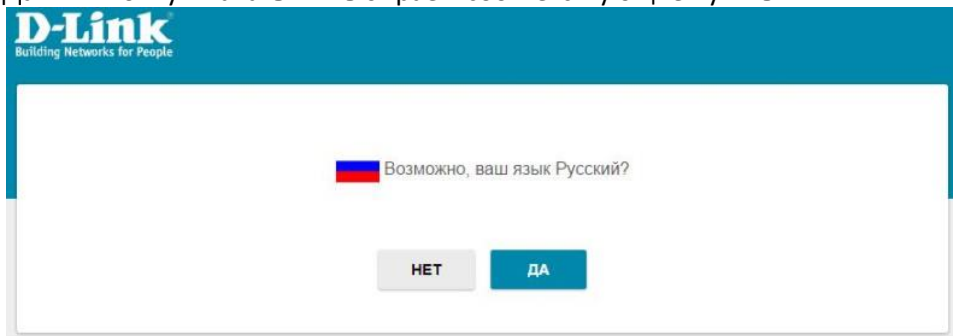 D-Link
Building Networks for People
Возможно, ваш язык Русский?
НЕТ ДА